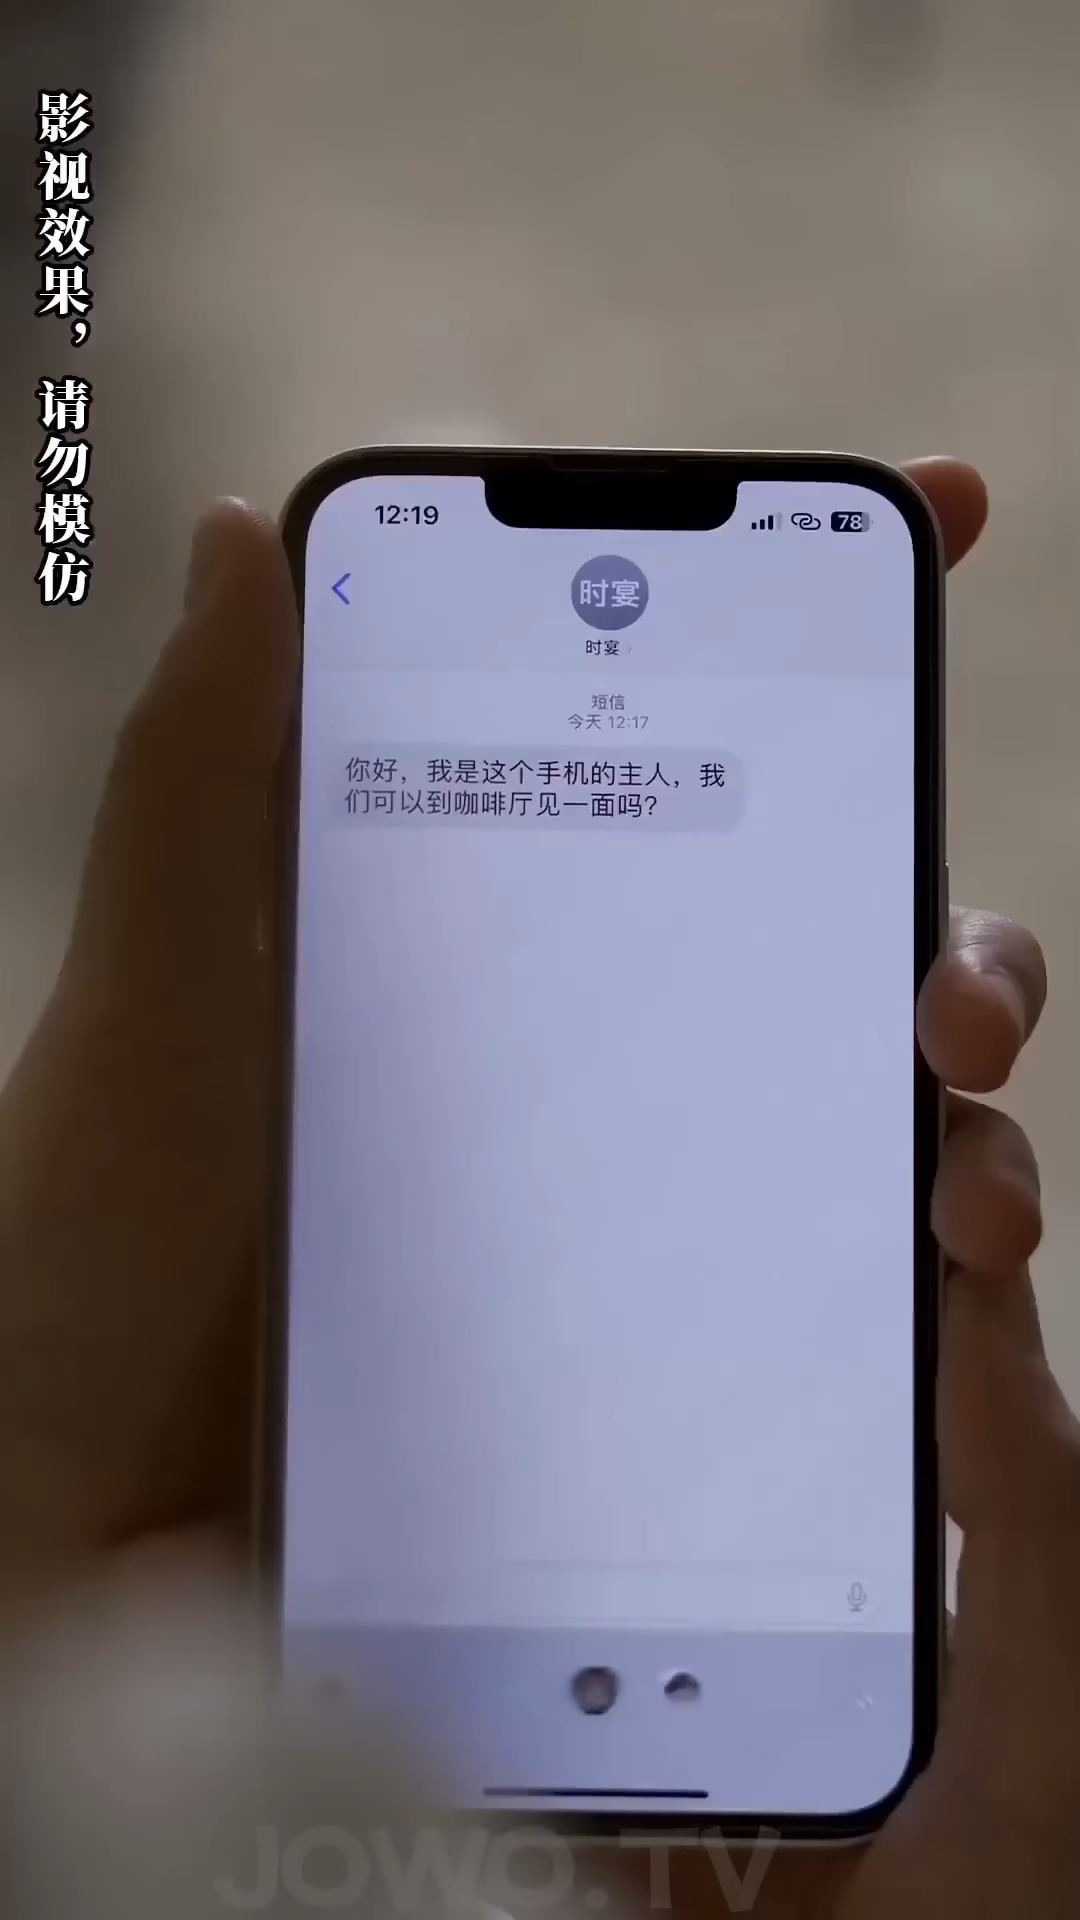 影视效果，请勿模仿
12:19
78
时宴
时宴
短信
今天 12:17
你好，我是这个手机的主人，我
们可以到咖啡厅见一面吗？
JOWO.TV